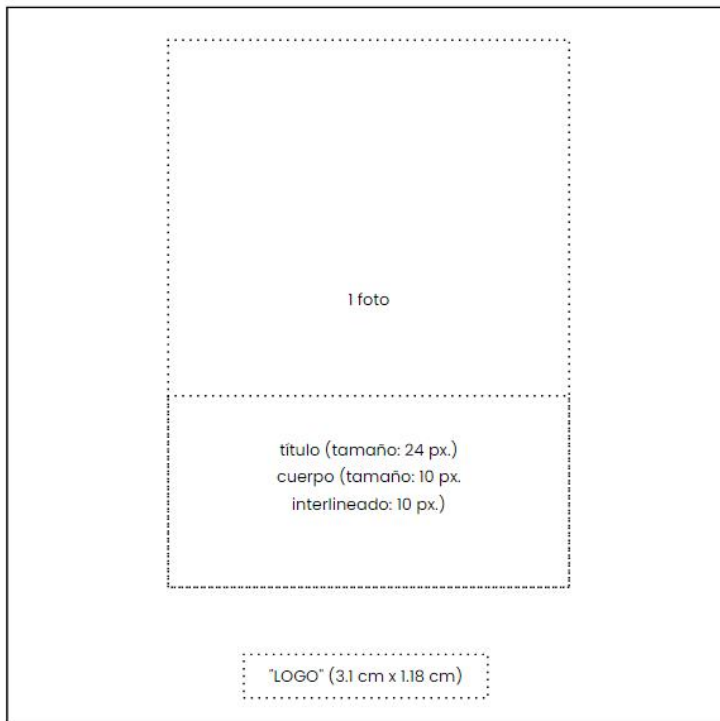 1 foto
título (tamaño: 24 px.)
cuerpo (tamaño: 10 px.
interlineado: 10 px.)
"LOGO" (3.1 cm x 1.18 cm)